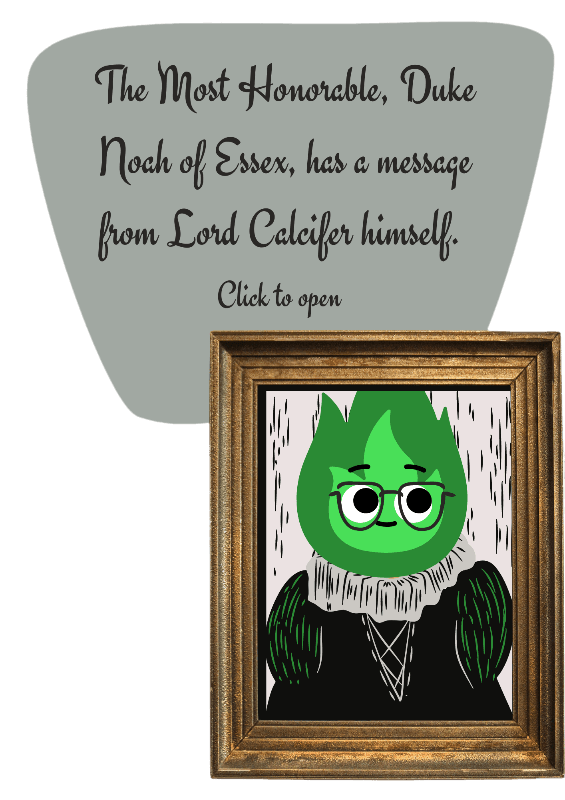 The Most Honorable, Duke
Noah of Essex, has a message
from Lord Calcifer himself.
Click to open